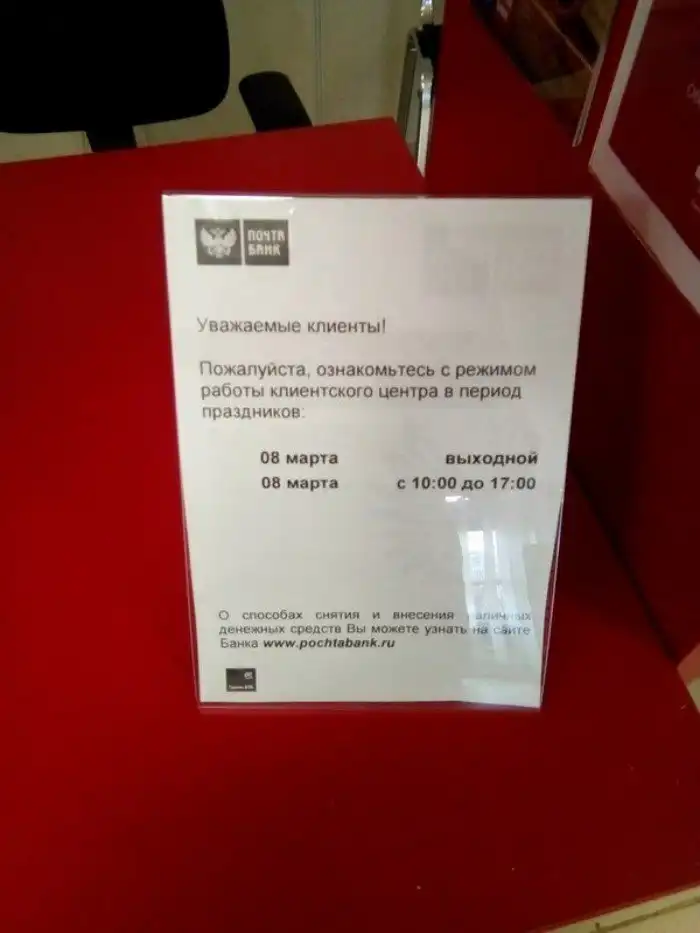 ПОЧТА
БАНК
Уважаемые клиенты!
Пожалуйста, ознакомьтесь с режимом
работы клиентского центра в период
праздников:
08 марта выходной
08 марта с 10:00 до 17:00
О способах снятия и внесения наличных
денежных средств Вы можете узнать на сайте
Банка www.pochtabank.ru